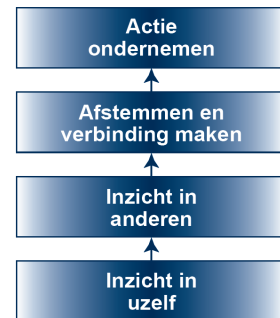 Actie
ondernemen
Afstemmen en
verbinding maken
Inzicht in
anderen
Inzicht in
uzelf